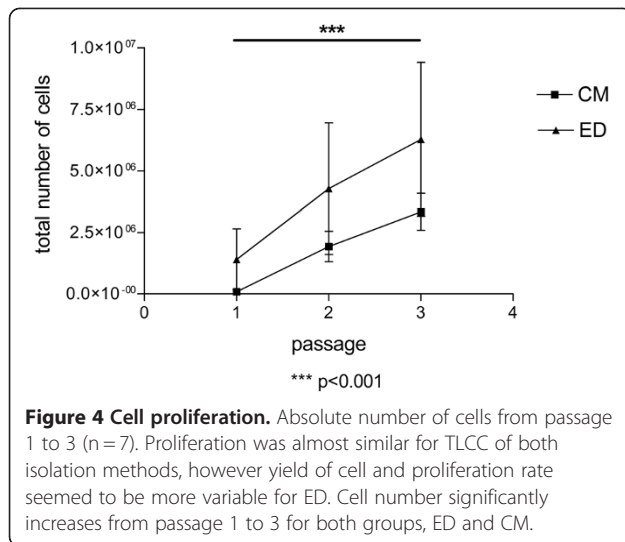 ***
1.0×10⁰⁷
7.5×10⁰⁶
5.0×10⁰⁶
2.5×10⁰⁶
0.0×10⁻⁰⁰
total number of cells
CM
ED
0 1 2 3 4
passage
*** p<0.001
Figure 4 Cell proliferation. Absolute number of cells from passage
1 to 3 (n = 7). Proliferation was almost similar for TLCC of both
isolation methods, however yield of cell and proliferation rate
seemed to be more variable for ED. Cell number significantly
increases from passage 1 to 3 for both groups, ED and CM.